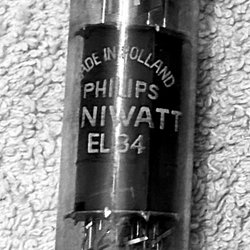 ADE IN HOLLAND
PHILIPS
NIWATT
EL34